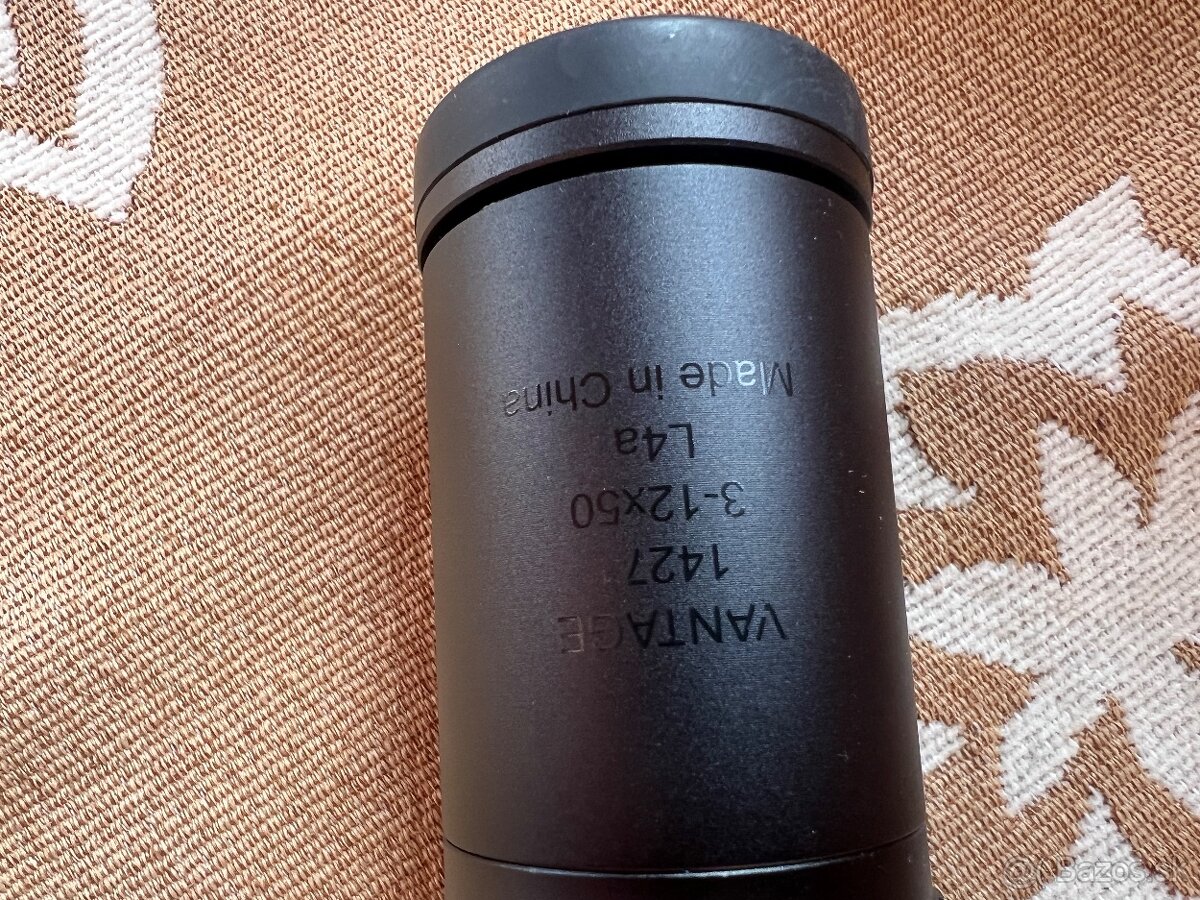 VANTAGE
1427
3-12x50
L4a
Made in China